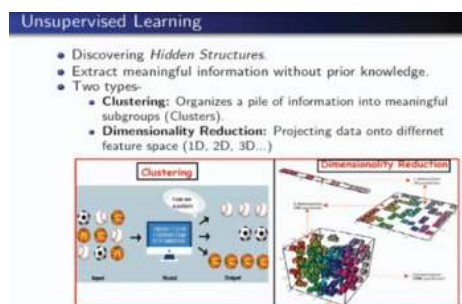 Unsupervised Learning
Discovering Hidden Structures.
Extract meaningful information without prior knowledge.
Two types-
Clustering: Organizes a pile of information into meaningful
subgroups (Clusters).
Dimensionality Reduction: Projecting data onto differnet
feature space (1D, 2D, 3D...)
Clustering
Dimensionality Reduction
Input
Model
Output